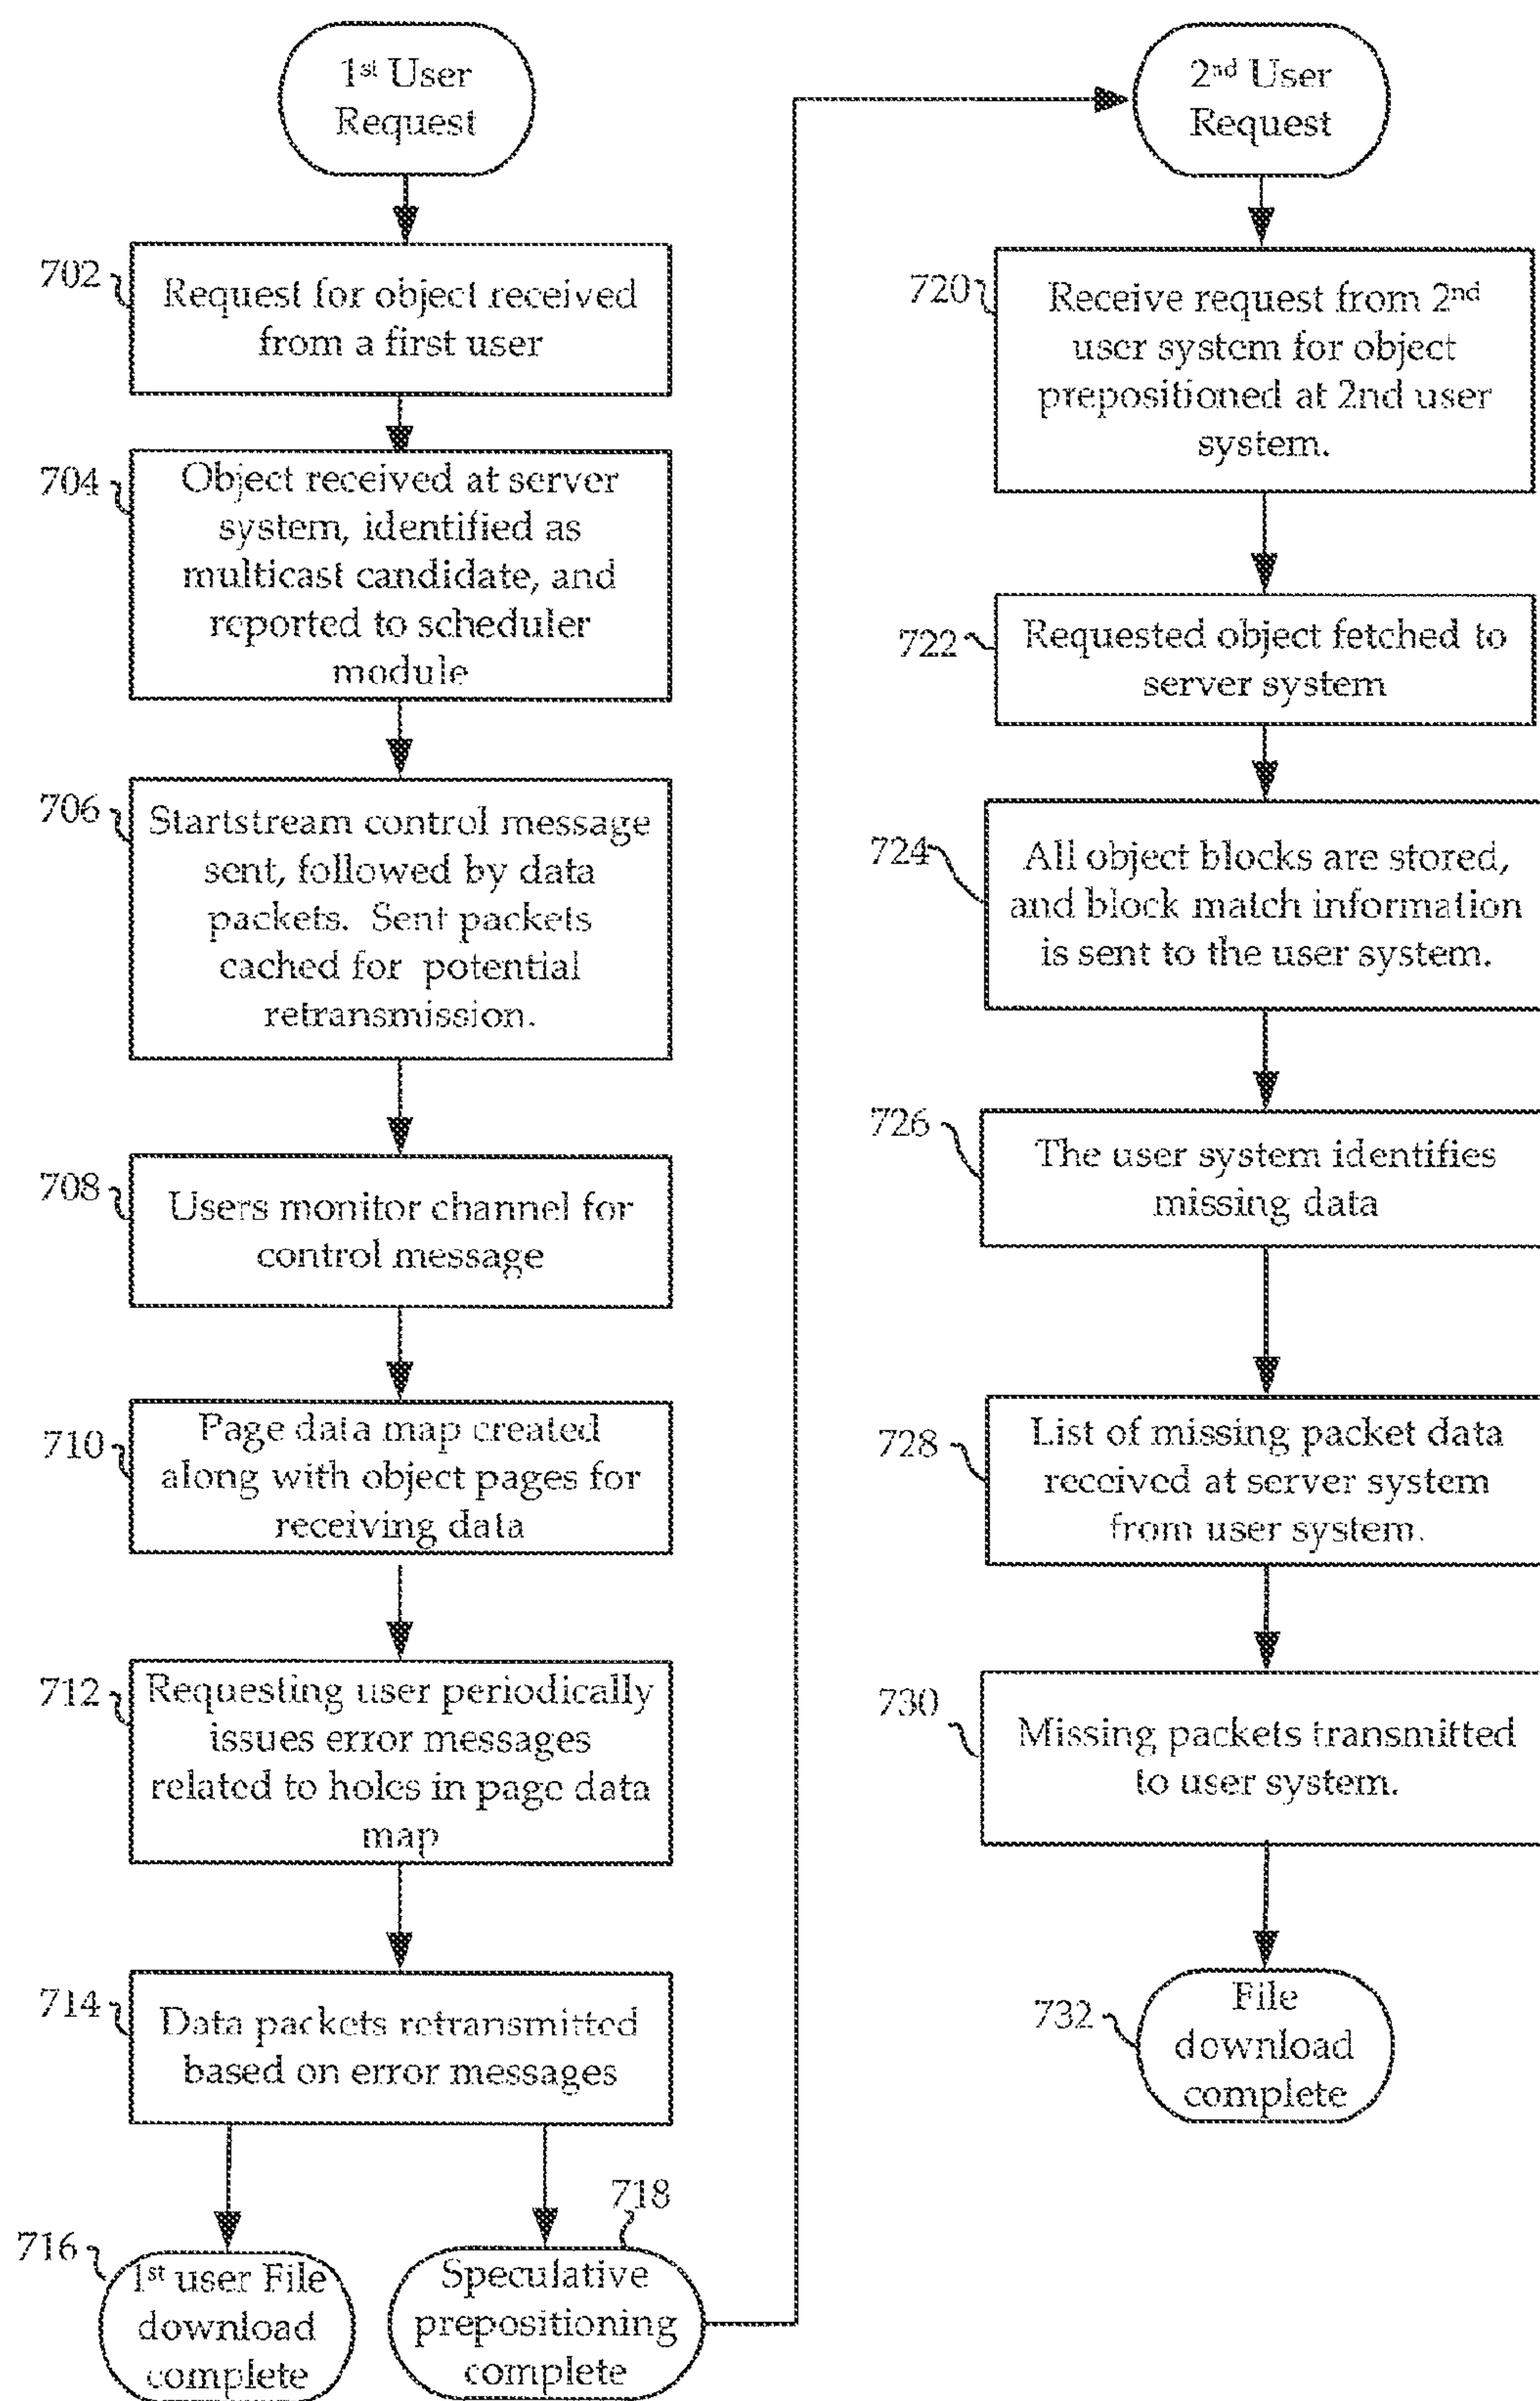 1st User
Request
702
Request for object received
from a first user
704
Object received at server
system, identified as
multicast candidate, and
reported to scheduler
module
706
Startstream control message
sent, followed by data
packets. Sent packets
cached for potential
retransmission.
708
Users monitor channel for
control message
710
Page data map created
along with object pages for
receiving data
712
Requesting user periodically
issues error messages
related to holes in page data
map
714
Data packets retransmitted
based on error messages
716
1st user File
download
complete
718
Speculative
prepositioning
complete
2nd User
Request
720
Receive request from 2nd
user system for object
prepositioned at 2nd user
system.
722
Requested object fetched to
server system
724
All object blocks are stored,
and block match information
is sent to the user system.
726
The user system identifies
missing data
728
List of missing packet data
received at server system
from user system.
730
Missing packets transmitted
to user system.
732
File
download
complete